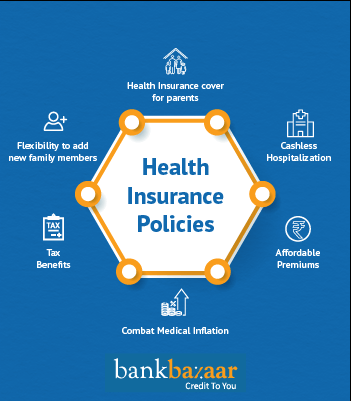 Health Insurance cover
for parents
Flexibility to add
new family members
Cashless
Hospitalization
Health
Insurance
Policies
TAX
Tax
Benefits
₹
Affordable
Premiums
Combat Medical Inflation
bankbazaar
Credit To You